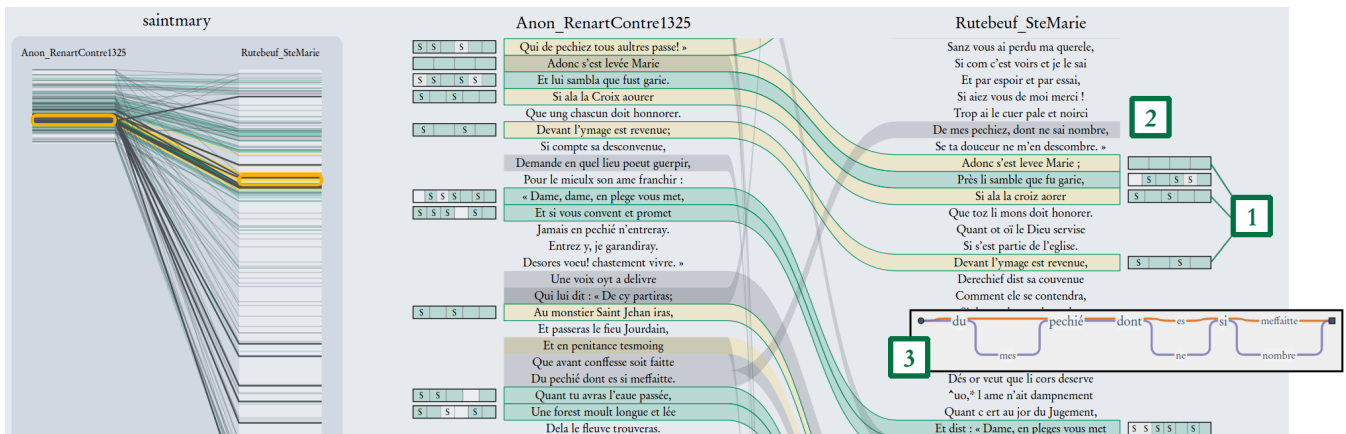 saintmary
Anon_RenartContre1325
Rutebeuf_SteMarie
Anon_RenartContre1325
S S S
Qui de pechiez tous aultres passe! »
Adonc s'est levée Marie
S S S S
Et lui sambla que fust garie.
S S
Si ala la Croix aourer
Que ung chascun doit honnorer.
S S
Devant l'ymage est revenue;
Si compte sa desconvenue,
Demande en quel lieu poeut guerpir,
Pour le mieulx son ame franchir :
S S S S
« Dame, dame, en plege vous met,
S S S S
Et si vous convent et promet
Jamais en pechié n'entreray.
Entrez y, je garandiray.
Desores voeu! chastement vivre. »
Une voix oyt a delivre
Qui lui dit : « De cy partiras;
S S
Au monstier Saint Jehan iras,
Et passeras le fieu Jourdain,
Et en penitance tesmoing
Que avant confesse soit faitte
Du pechié dont es si meffaitte.
S S
Quant tu avras l'eaue passée,
S S S
Une forest moult longue et lée
Dela le fleuve trouveras.
Rutebeuf_SteMarie
Sanz vous ai perdu ma querele,
Si com c'est voirs et je le sai
Et par espoir et par essai,
Si aiez vous de moi merci !
Trop ai le cuer pale et noirci
De mes pechiez, dont ne sai nombre,
Se ta douceur ne m'en descombre. »
Adonc s'est levee Marie ;
Près li samble que fu garie,
S S S
Si ala la croiz aorer
S S
Que toz li mons doit honorer.
Quant ot oï le Dieu servise
Si s'est partie de l'eglise.
Devant l'ymage est revenue,
S S
Derechief dist sa couvenue
Comment ele se contendra,
Dés or veut que li cors deserve
^uo,* l ame n'ait dampnement
Quant c ert au jor du Jugement,
Et dist : « Dame, en pleges vous met
S S S S S
1
2
3
du pechié dont es si meffaitte
mes ne nombre